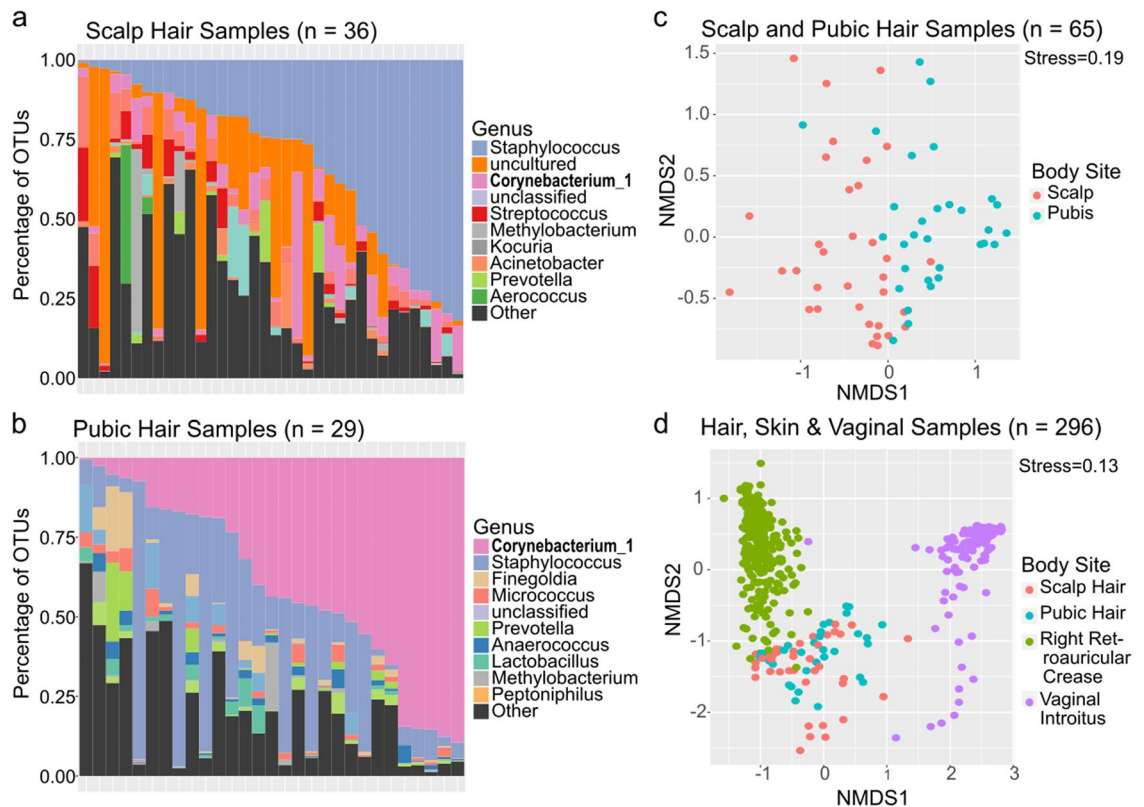 a
Scalp Hair Samples (n = 36)
Percentage of OTUs
1.00
0.75
0.50
0.25
0.00
Genus
Staphylococcus
uncultured
Corynebacterium_1
unclassified
Streptococcus
Methylobacterium
Kocuria
Acinetobacter
Prevotella
Aerococcus
Other
b
Pubic Hair Samples (n = 29)
Percentage of OTUs
1.00
0.75
0.50
0.25
0.00
Genus
Corynebacterium_1
Staphylococcus
Finegoldia
Micrococcus
unclassified
Prevotella
Anaerococcus
Lactobacillus
Methylobacterium
Peptoniphilus
Other
c
Scalp and Pubic Hair Samples (n = 65)
Stress=0.19
NMDS2
1.5
1.0
0.5
0.0
-0.5
-1
0
1
NMDS1
Body Site
Scalp
Pubis
d
Hair, Skin & Vaginal Samples (n = 296)
Stress=0.13
NMDS2
1
0
-1
-2
-1
0
1
2
3
NMDS1
Body Site
Scalp Hair
Pubic Hair
Right Ret-
roauricular
Crease
Vaginal
Introitus